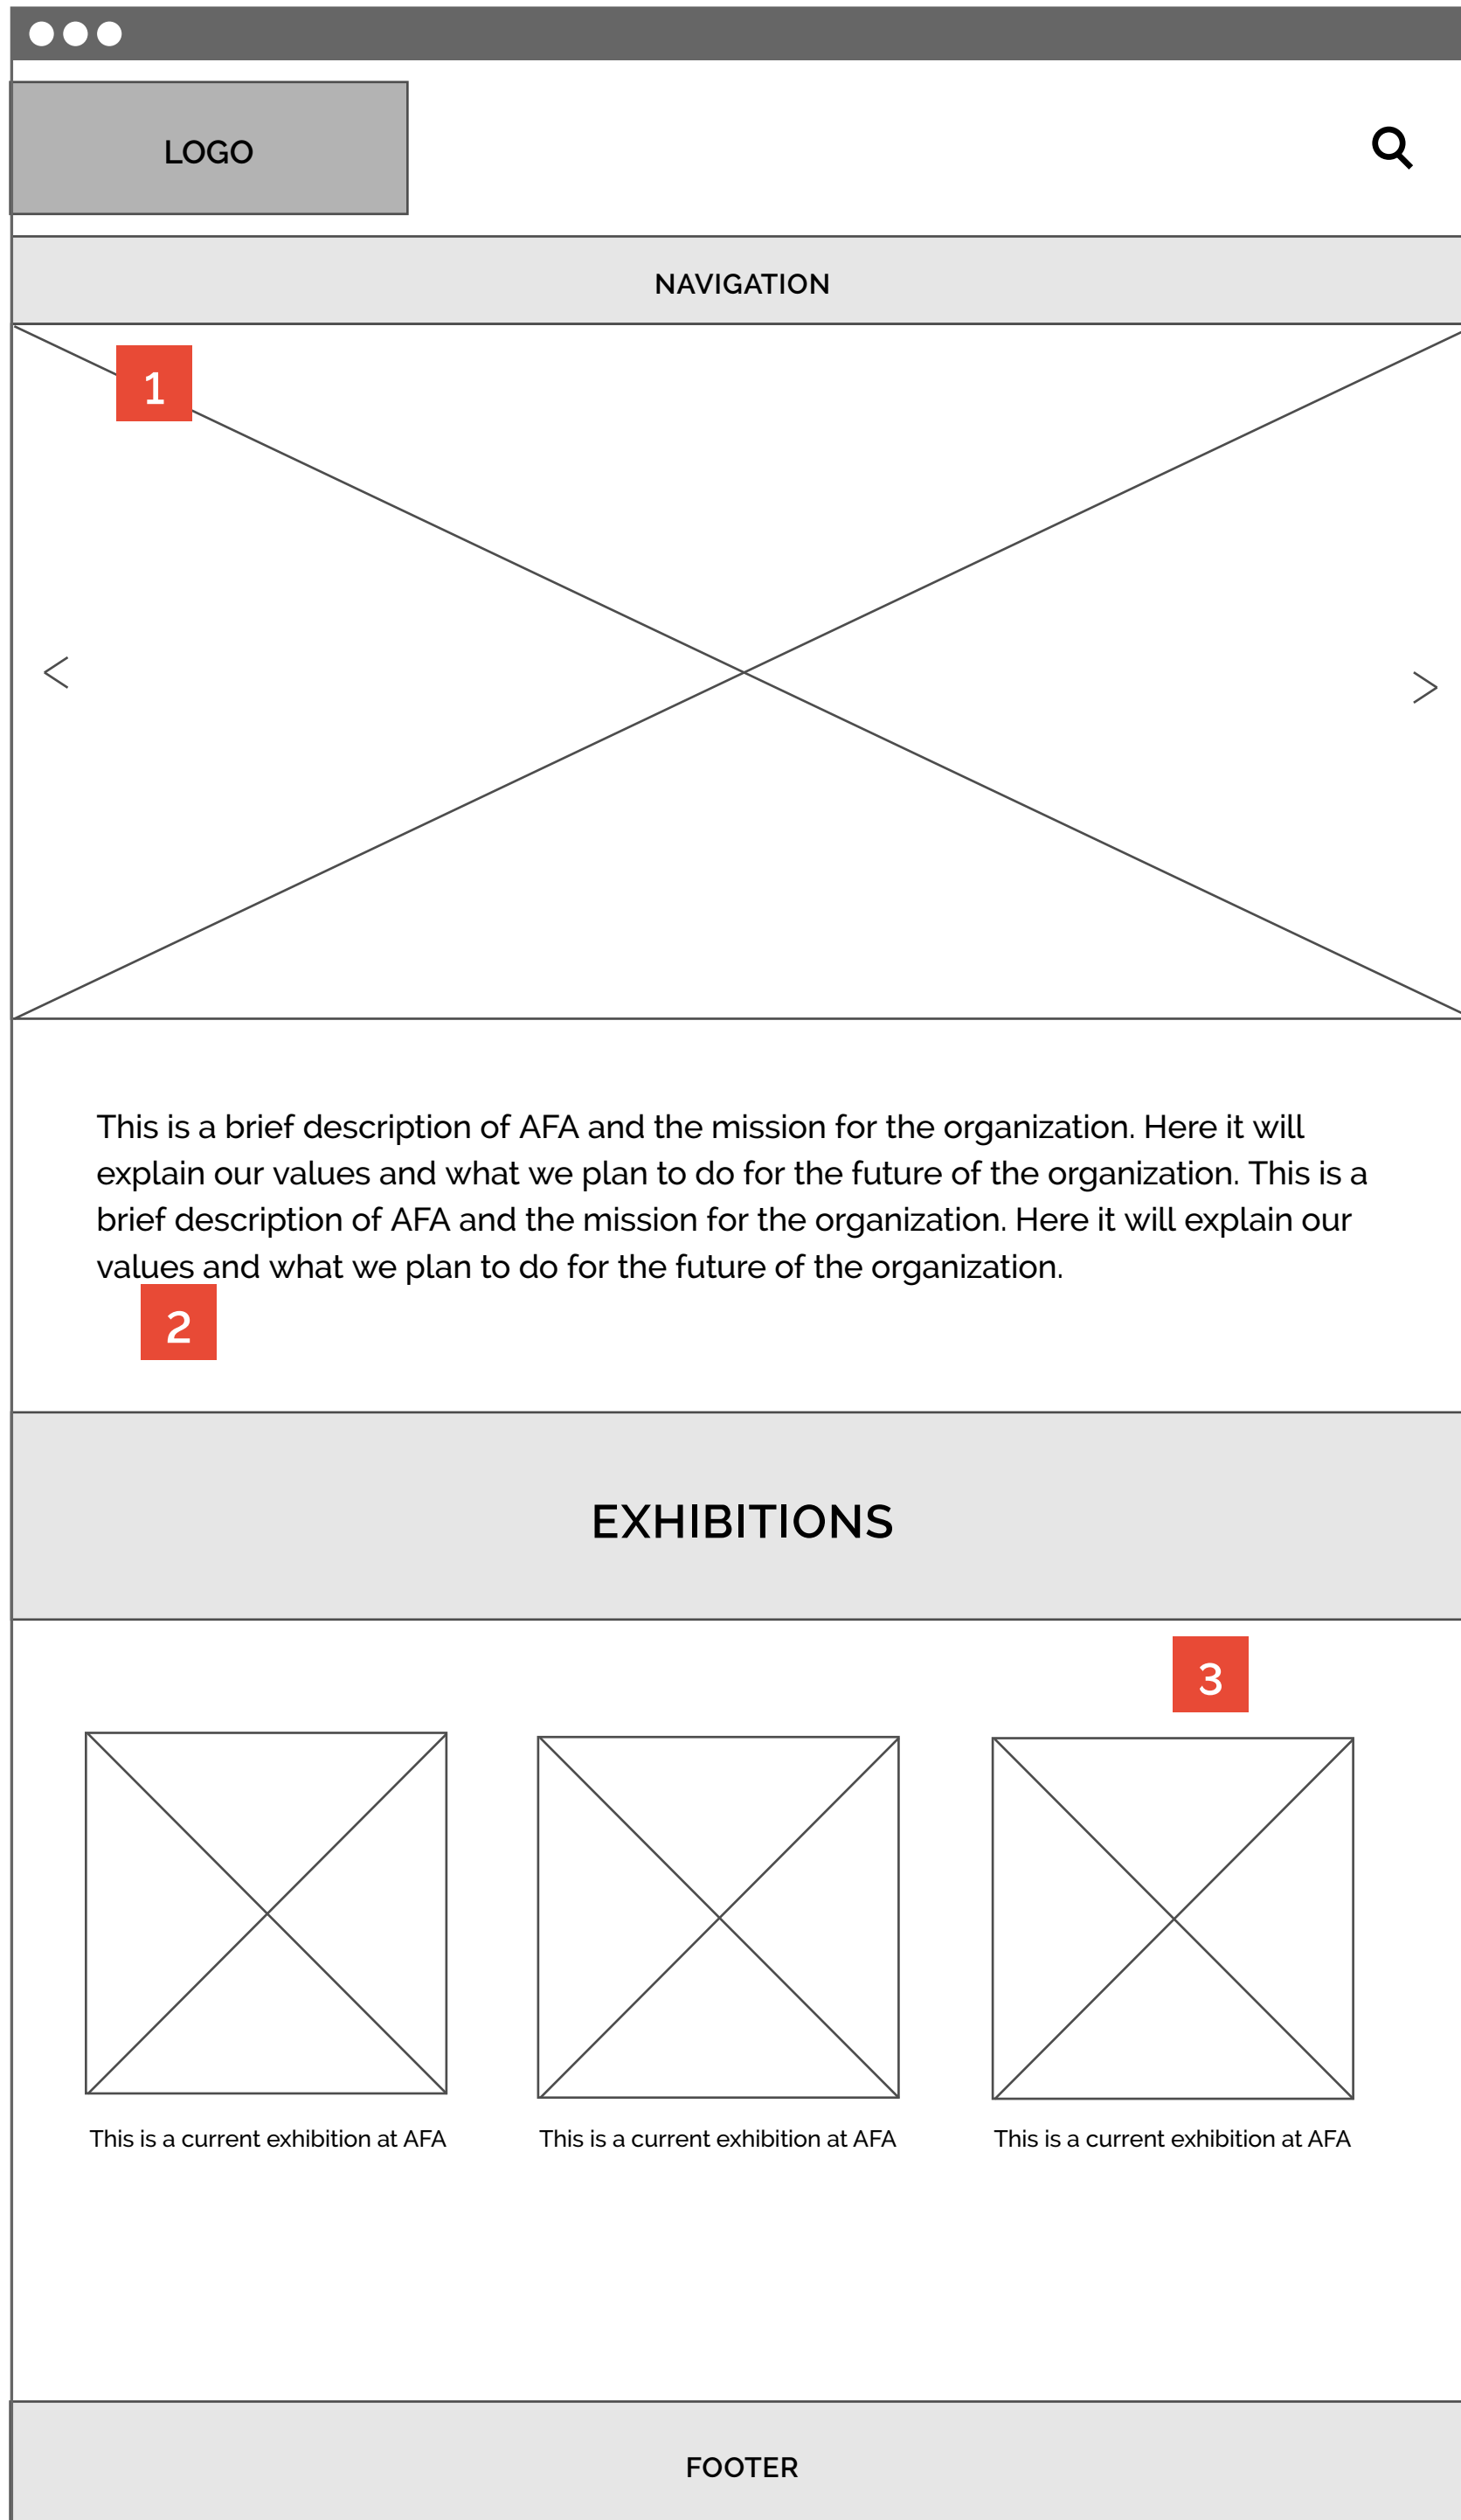 LOGO
NAVIGATION
1
This is a brief description of AFA and the mission for the organization. Here it will
explain our values and what we plan to do for the future of the organization. This is a
brief description of AFA and the mission for the organization. Here it will explain our
values and what we plan to do for the future of the organization.
2
EXHIBITIONS
3
This is a current exhibition at AFA
This is a current exhibition at AFA
This is a current exhibition at AFA
FOOTER